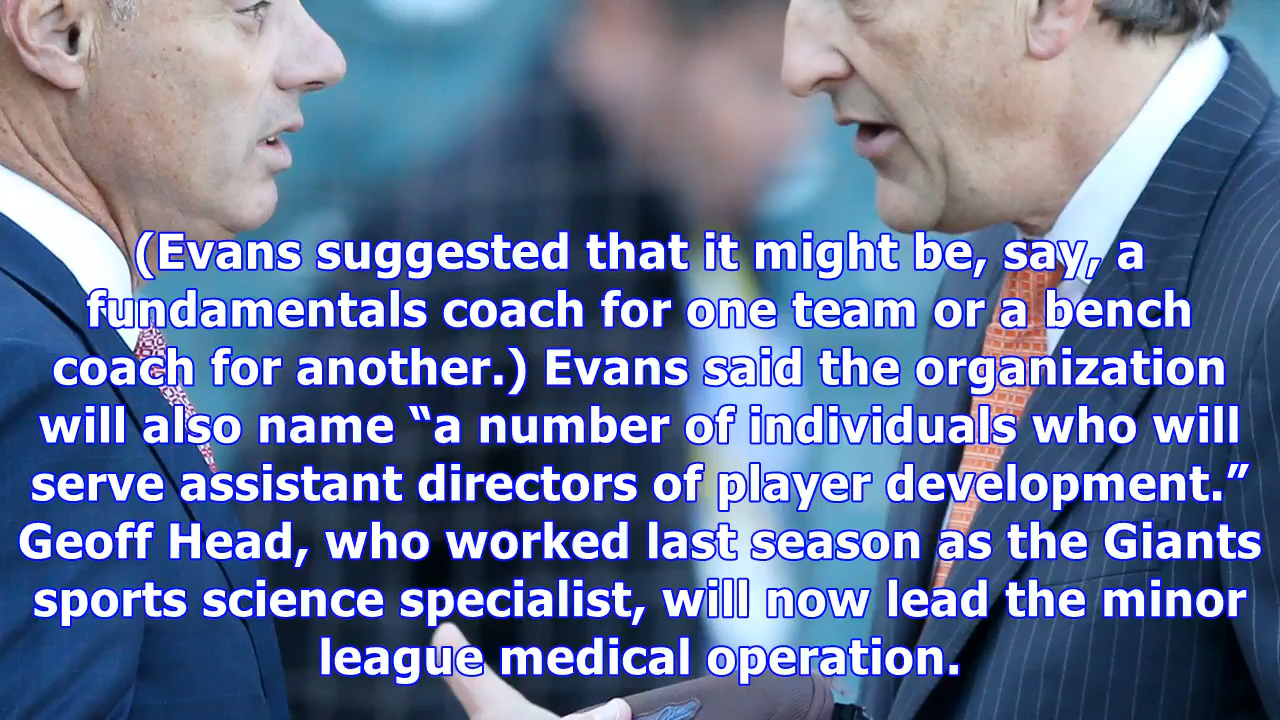 (Evans suggested that it might be, say, a
fundamentals coach for one team or a bench
coach for another.) Evans said the organization
will also name “a number of individuals who will
serve assistant directors of player development.”
Geoff Head, who worked last season as the Giants
sports science specialist, will now lead the minor
league medical operation.